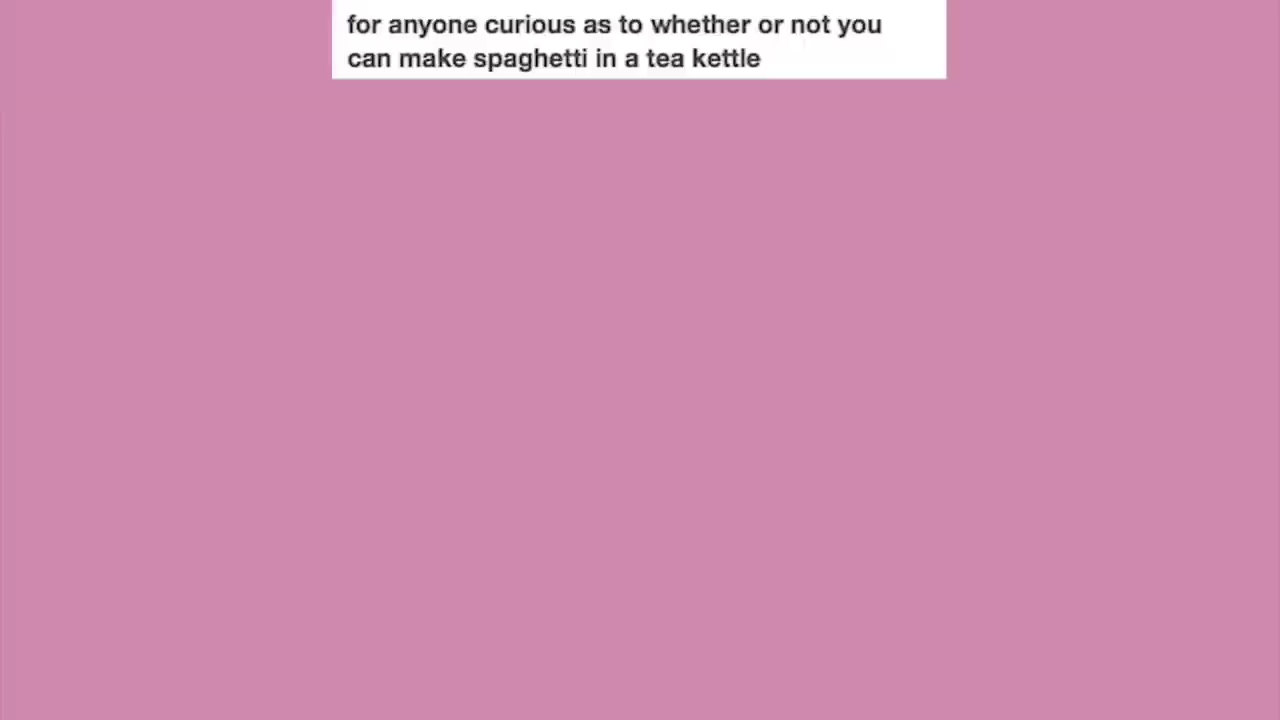 for anyone curious as to whether or not you
can make spaghetti in a tea kettle